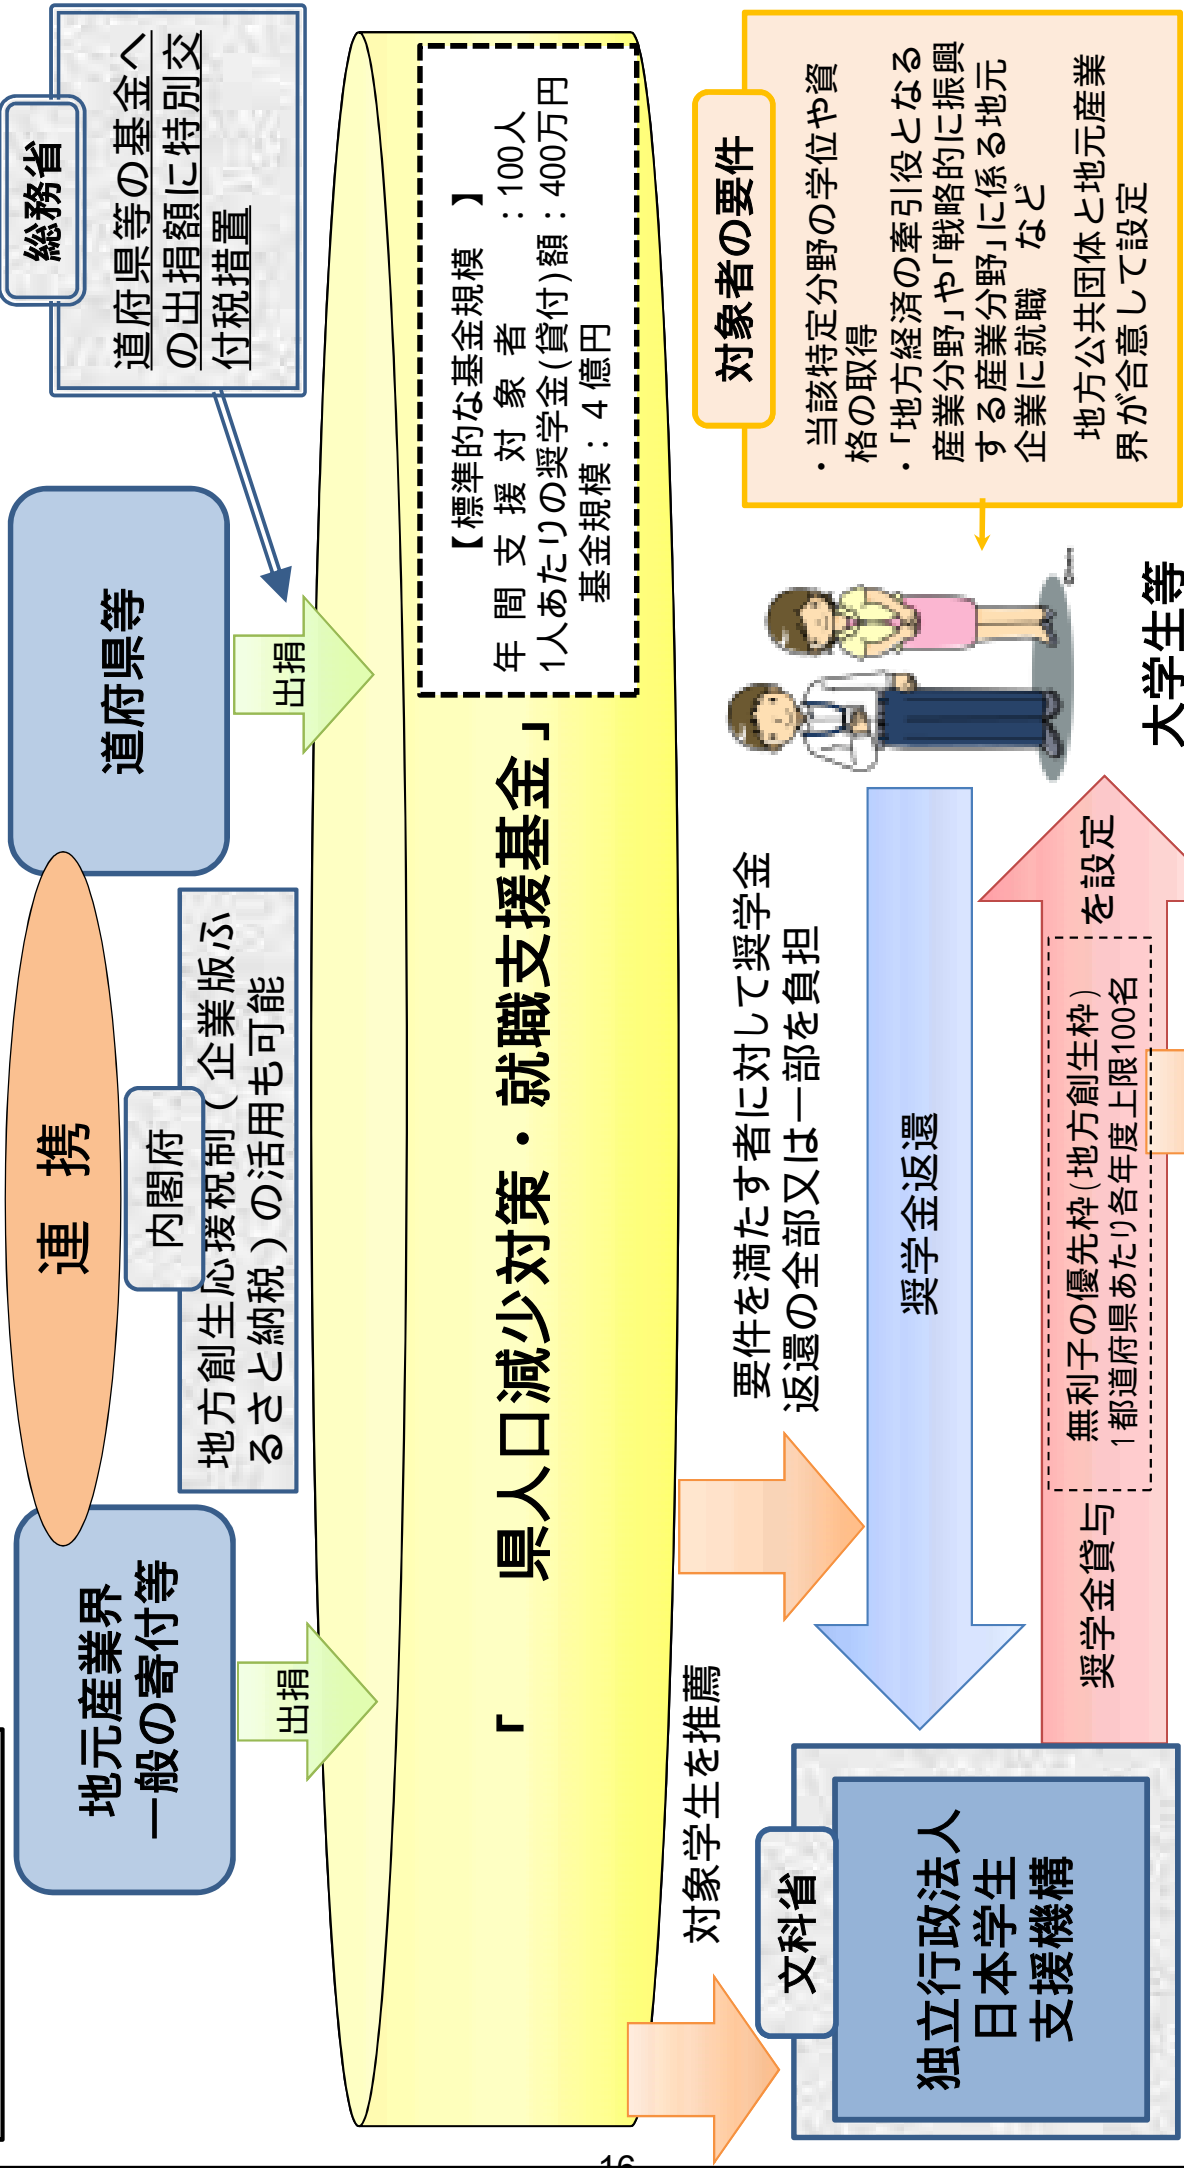 連　携
地元産業界
一般の寄付等
道府県等
総務省
道府県等の基金へ
の出捐額に特別交
付税措置
内閣府
地方創生応援税制（企業版ふ
るさと納税）の活用も可能
出捐
出捐
「　　県人口減少対策・就職支援基金」
【標準的な基金規模　】
年間支援対象者　：100人
1人あたりの奨学金(貸付)額：400万円
基金規模：４億円
対象学生を推薦
要件を満たす者に対して奨学金
返還の全部又は一部を負担
対象者の要件
・当該特定分野の学位や資
格の取得
・「地方経済の牽引役となる
産業分野」や「戦略的に振興
する産業分野」に係る地元
企業に就職　など
地方公共団体と地元産業
界が合意して設定
文科省
独立行政法人
日本学生
支援機構
奨学金返還
奨学金貸与
無利子の優先枠(地方創生枠)
1都道府県あたり各年度上限100名
を設定
大学生等
16